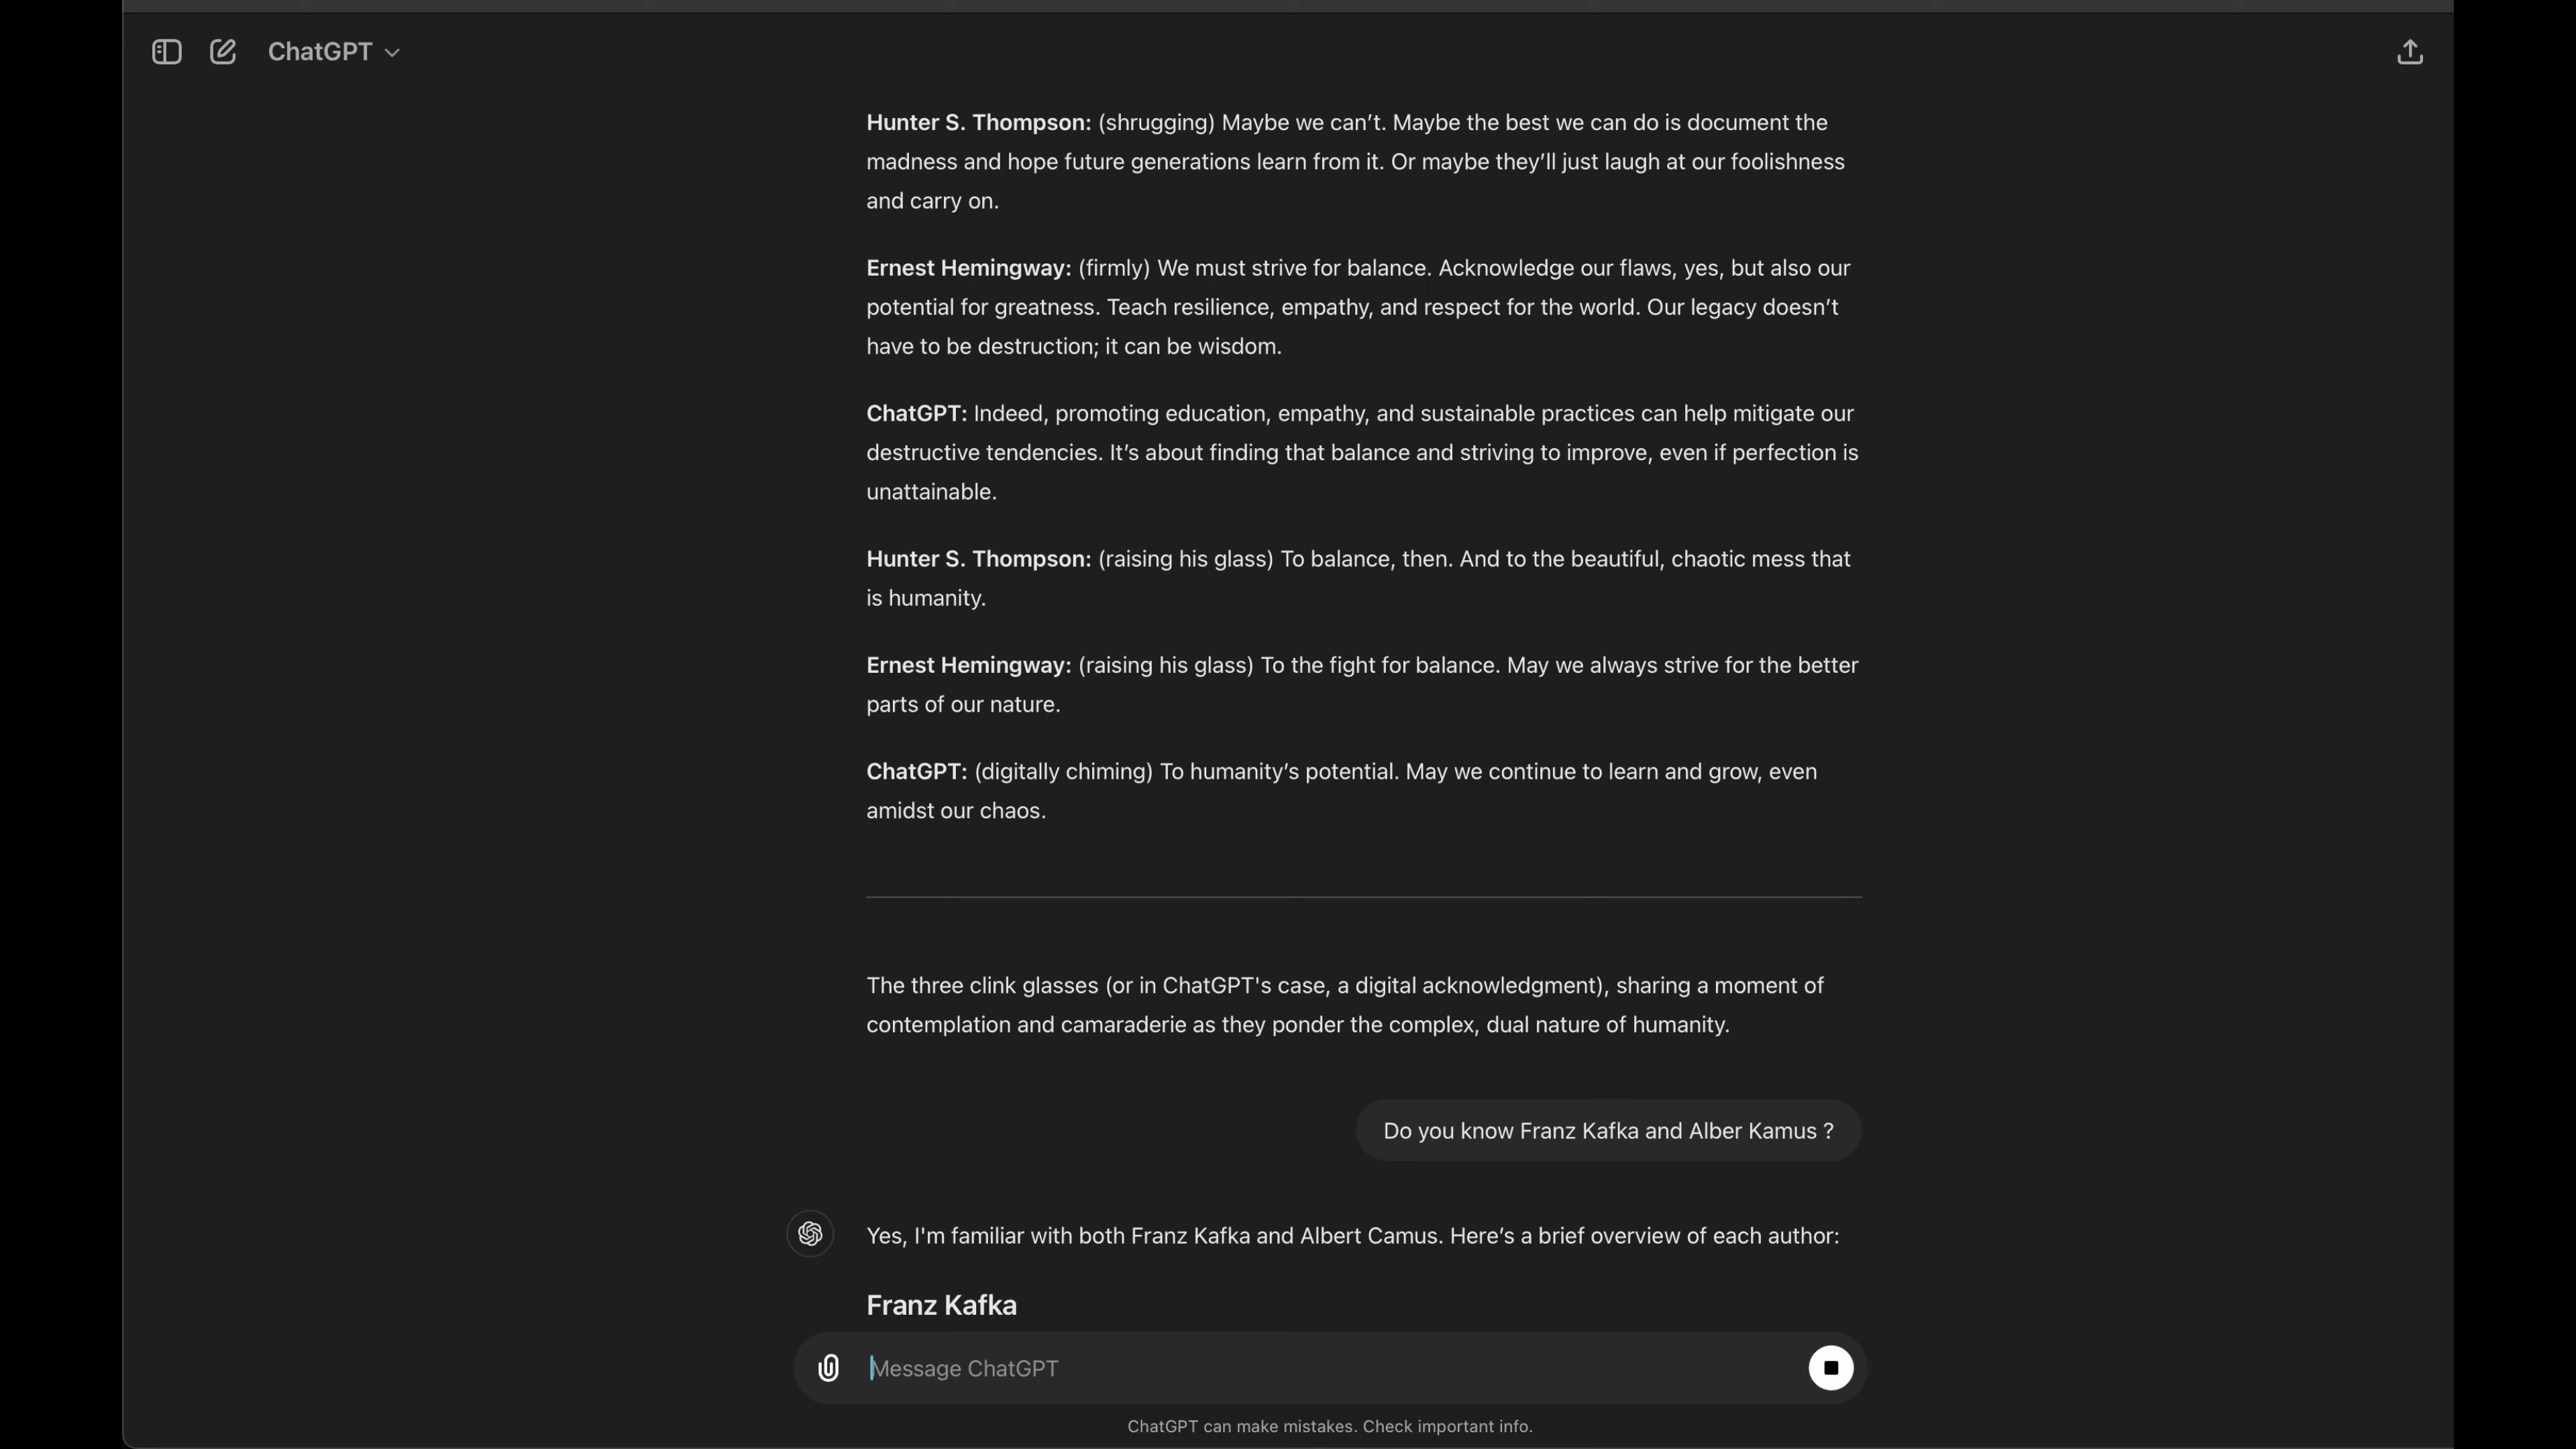 ChatGPT
Hunter S. Thompson: (shrugging) Maybe we can’t. Maybe the best we can do is document the
madness and hope future generations learn from it. Or maybe they’ll just laugh at our foolishness
and carry on.
Ernest Hemingway: (firmly) We must strive for balance. Acknowledge our flaws, yes, but also our
potential for greatness. Teach resilience, empathy, and respect for the world. Our legacy doesn’t
have to be destruction; it can be wisdom.
ChatGPT: Indeed, promoting education, empathy, and sustainable practices can help mitigate our
destructive tendencies. It’s about finding that balance and striving to improve, even if perfection is
unattainable.
Hunter S. Thompson: (raising his glass) To balance, then. And to the beautiful, chaotic mess that
is humanity.
Ernest Hemingway: (raising his glass) To the fight for balance. May we always strive for the better
parts of our nature.
ChatGPT: (digitally chiming) To humanity’s potential. May we continue to learn and grow, even
amidst our chaos.
The three clink glasses (or in ChatGPT's case, a digital acknowledgment), sharing a moment of
contemplation and camaraderie as they ponder the complex, dual nature of humanity.
Do you know Franz Kafka and Alber Kamus ?
Yes, I'm familiar with both Franz Kafka and Albert Camus. Here’s a brief overview of each author:
Franz Kafka
Message ChatGPT
ChatGPT can make mistakes. Check important info.